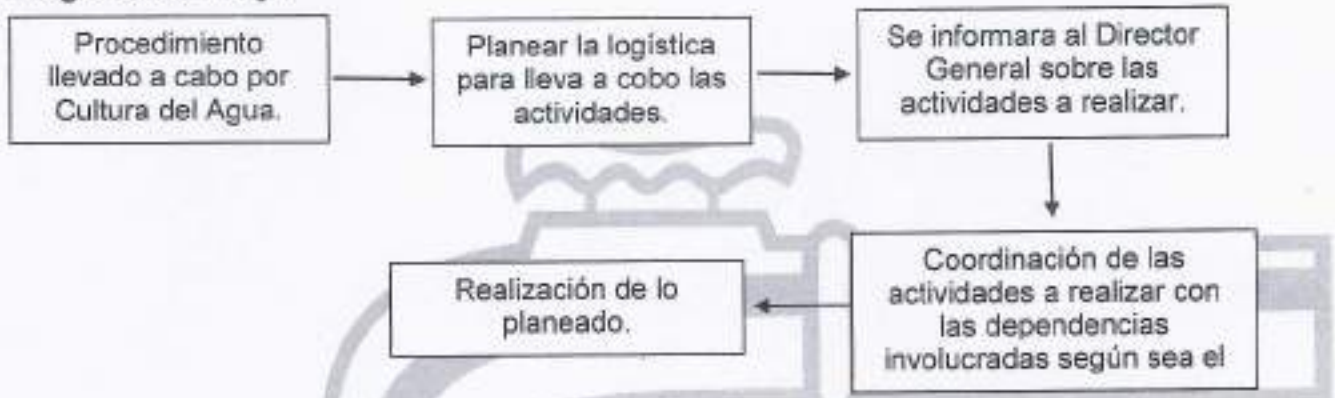 Procedimiento
llevado a cabo por
Cultura del Agua.
Planear la logística
para lleva a cobo las
actividades.
Se informara al Director
General sobre las
actividades a realizar.
Coordinación de las
actividades a realizar con
las dependencias
involucradas según sea el
Realización de lo
planeado.